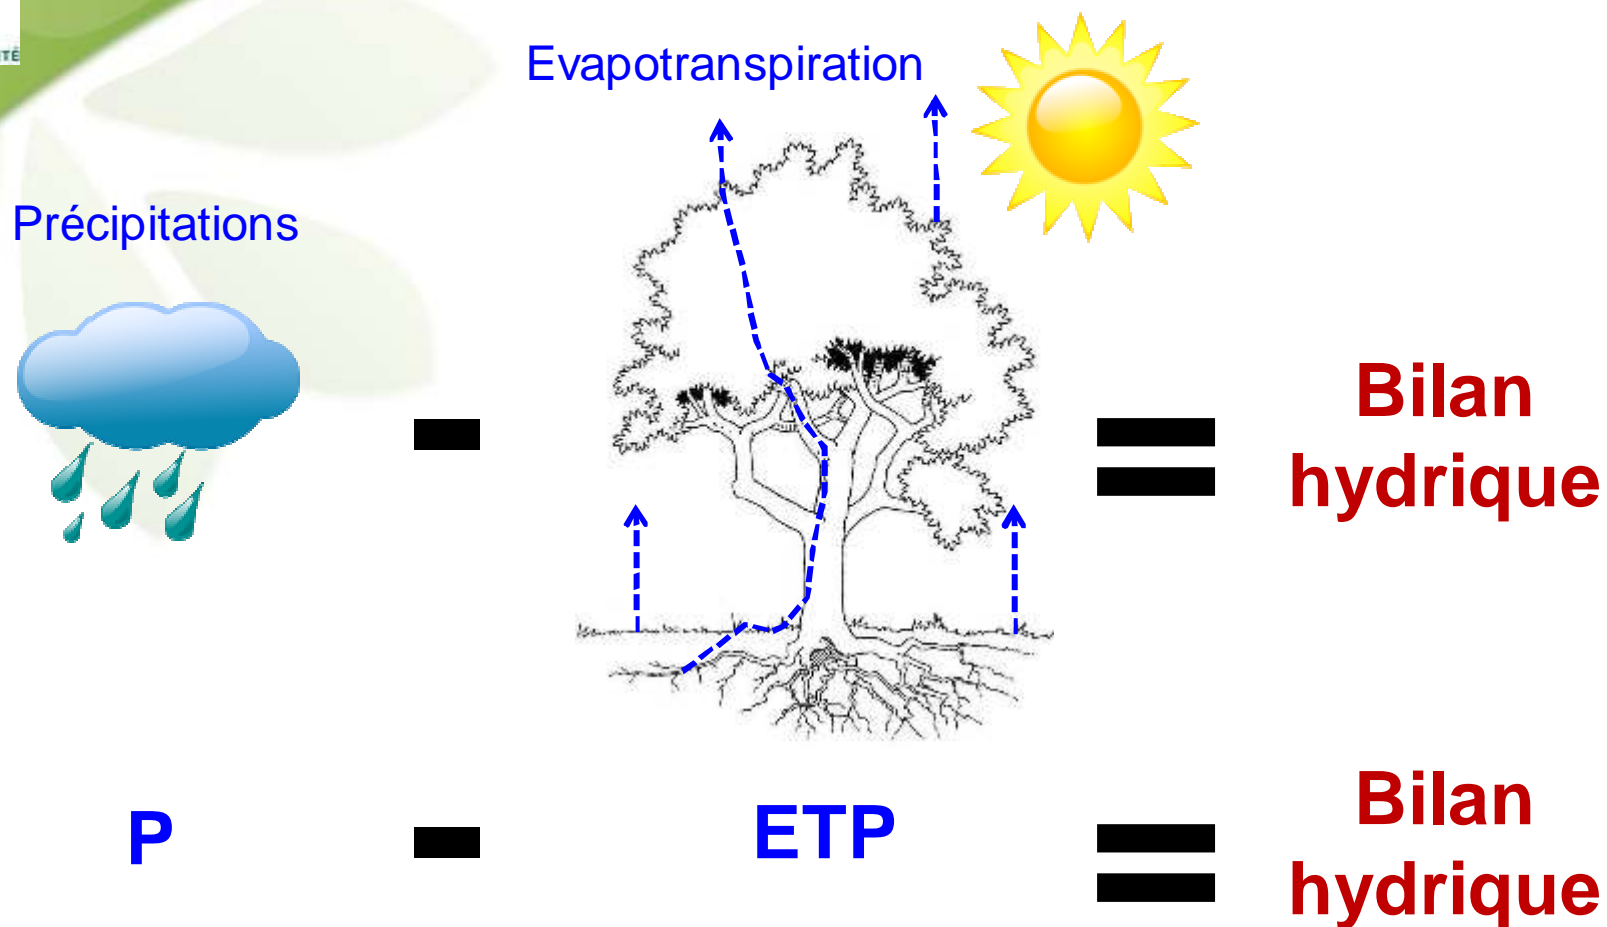 Evapotranspiration
Précipitations
Bilan
hydrique
P
ETP
Bilan
hydrique